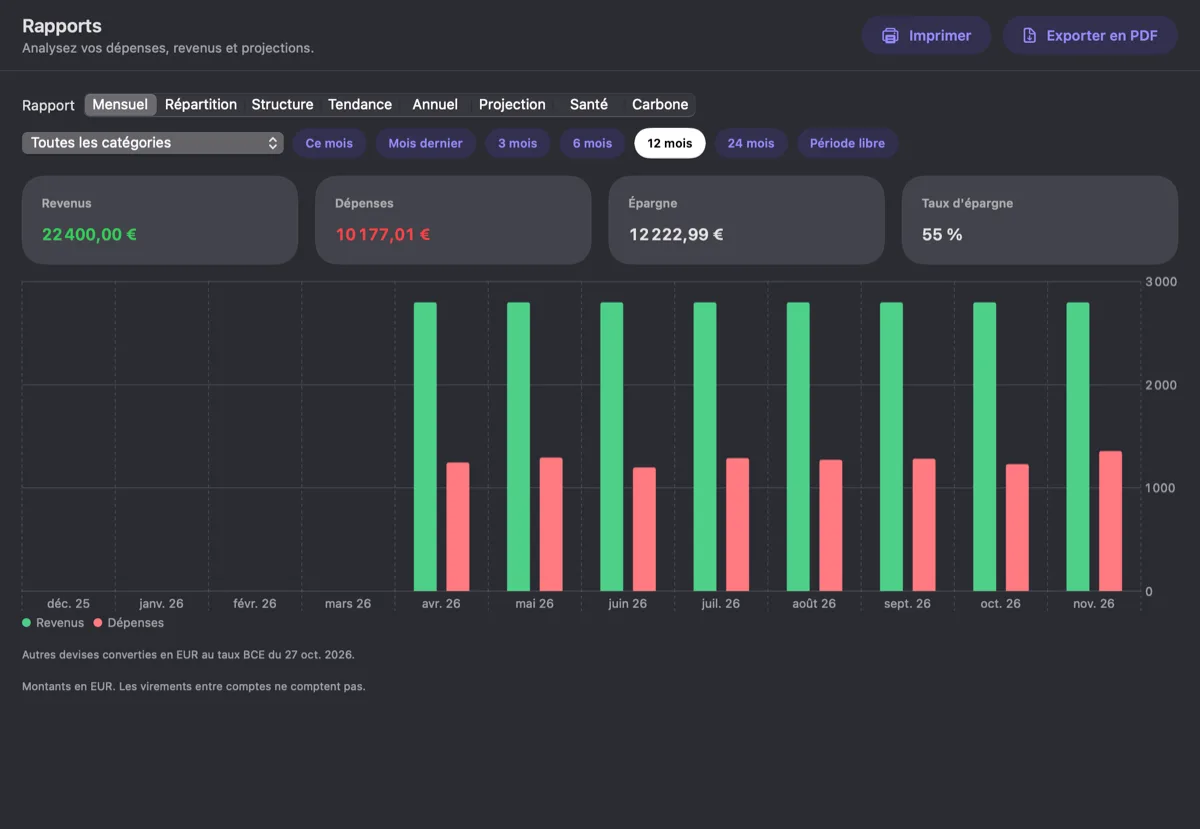 Rapports
Analysez vos dépenses, revenus et projections.
Imprimer
Exporter en PDF
Rapport Mensuel Répartition Structure Tendance Annuel Projection Santé Carbone
Toutes les catégories Ce mois Mois dernier 3 mois 6 mois 12 mois 24 mois Période libre
Revenus
22 400,00 €
Dépenses
10 177,01 €
Épargne
12 222,99 €
Taux d'épargne
55 %
3 000
2 000
1 000
0
déc. 25 janv. 26 févr. 26 mars 26 avr. 26 mai 26 juin 26 juil. 26 août 26 sept. 26 oct. 26 nov. 26
Revenus Dépenses
Autres devises converties en EUR au taux BCE du 27 oct. 2026.
Montants en EUR. Les virements entre comptes ne comptent pas.